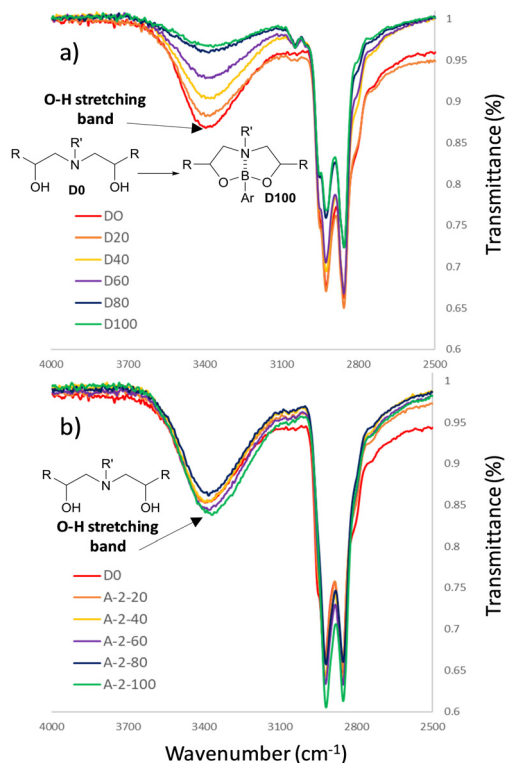 a)
O-H stretching
band
R'
R N R
OH D0 OH
R'
R N R
O B O
Ar D100
DO
D20
D40
D60
D80
D100
1
0.95
0.9
0.85
0.8
0.75
0.7
0.65
0.6
Transmittance (%)
4000 3700 3400 3100 2800 2500
b)
R'
R N R
OH OH
O-H stretching
band
D0
A-2-20
A-2-40
A-2-60
A-2-80
A-2-100
1
0.95
0.9
0.85
0.8
0.75
0.7
0.65
0.6
Transmittance (%)
4000 3700 3400 3100 2800 2500
Wavenumber (cm⁻¹)